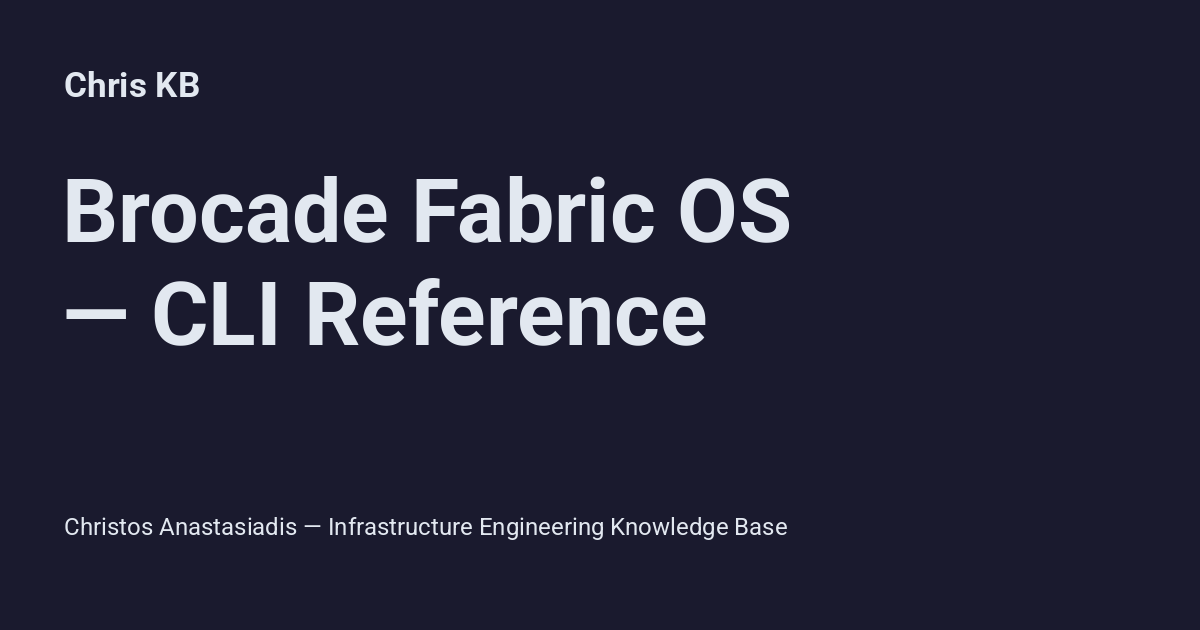 Chris KB
Brocade Fabric OS
— CLI Reference
Christos Anastasiadis — Infrastructure Engineering Knowledge Base